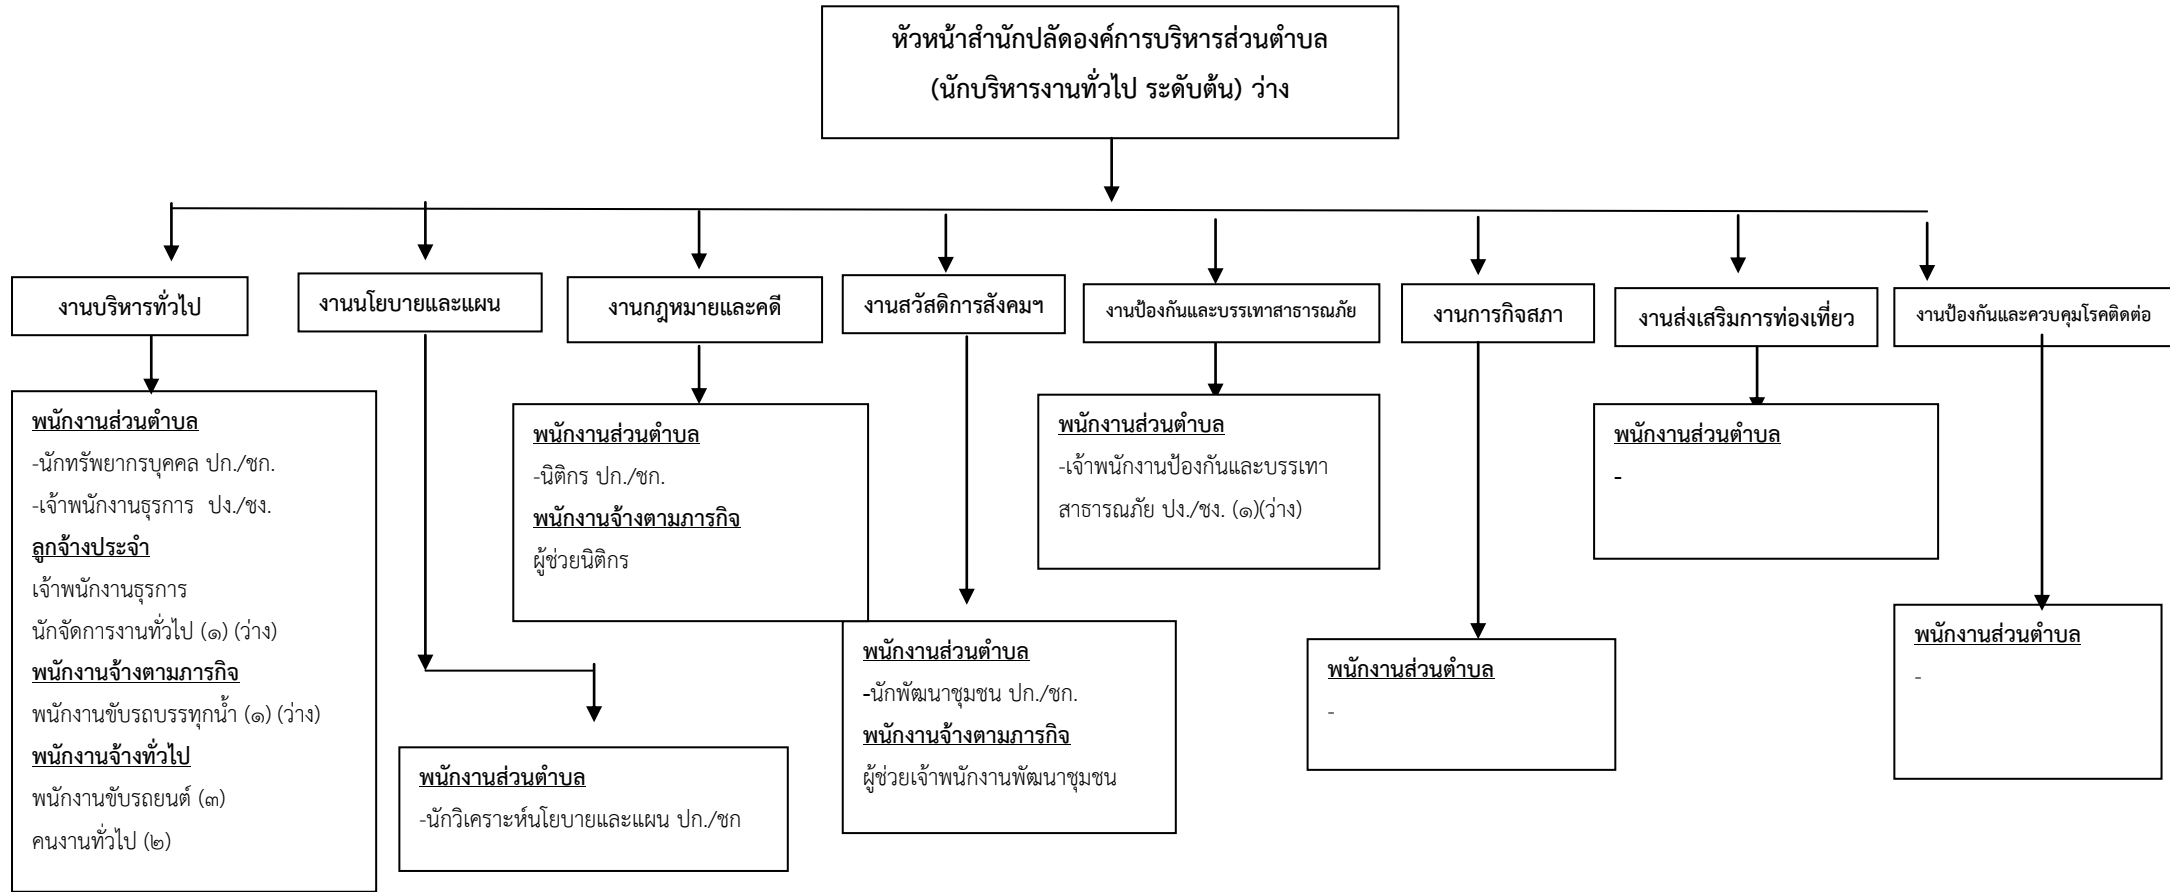 หัวหน้าสำนักปลัดองค์การบริหารส่วนตำบล
(นักบริหารงานทั่วไป ระดับต้น) ว่าง
งานบริหารทั่วไป
งานนโยบายและแผน
งานกฎหมายและคดี
งานสวัสดิการสังคมฯ
งานป้องกันและบรรเทาสาธารณภัย
งานการกิจสภา
งานส่งเสริมการท่องเที่ยว
งานป้องกันและควบคุมโรคติดต่อ
พนักงานส่วนตำบล
-นักทรัพยากรบุคคล ปก./ชก.
-เจ้าพนักงานธุรการ ปง./ชง.
ลูกจ้างประจำ
เจ้าพนักงานธุรการ
นักจัดการงานทั่วไป (๑) (ว่าง)
พนักงานจ้างตามภารกิจ
พนักงานขับรถบรรทุกน้ำ (๑) (ว่าง)
พนักงานจ้างทั่วไป
พนักงานขับรถยนต์ (๓)
คนงานทั่วไป (๒)
พนักงานส่วนตำบล
-นักวิเคราะห์นโยบายและแผน ปก./ชก
พนักงานส่วนตำบล
-นิติกร ปก./ชก.
พนักงานจ้างตามภารกิจ
ผู้ช่วยนิติกร
พนักงานส่วนตำบล
-นักพัฒนาชุมชน ปก./ชก.
พนักงานจ้างตามภารกิจ
ผู้ช่วยเจ้าพนักงานพัฒนาชุมชน
พนักงานส่วนตำบล
-เจ้าพนักงานป้องกันและบรรเทา
สาธารณภัย ปง./ชง. (๑)(ว่าง)
พนักงานส่วนตำบล
-
พนักงานส่วนตำบล
-
พนักงานส่วนตำบล
-